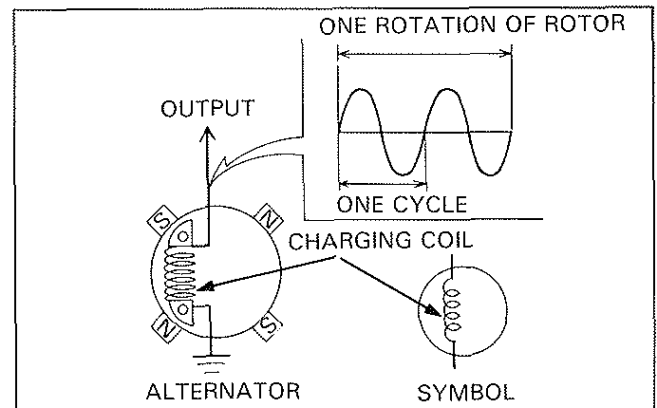 ONE ROTATION OF ROTOR
OUTPUT
ONE CYCLE
S
N
CHARGING COIL
N
S
ALTERNATOR
SYMBOL